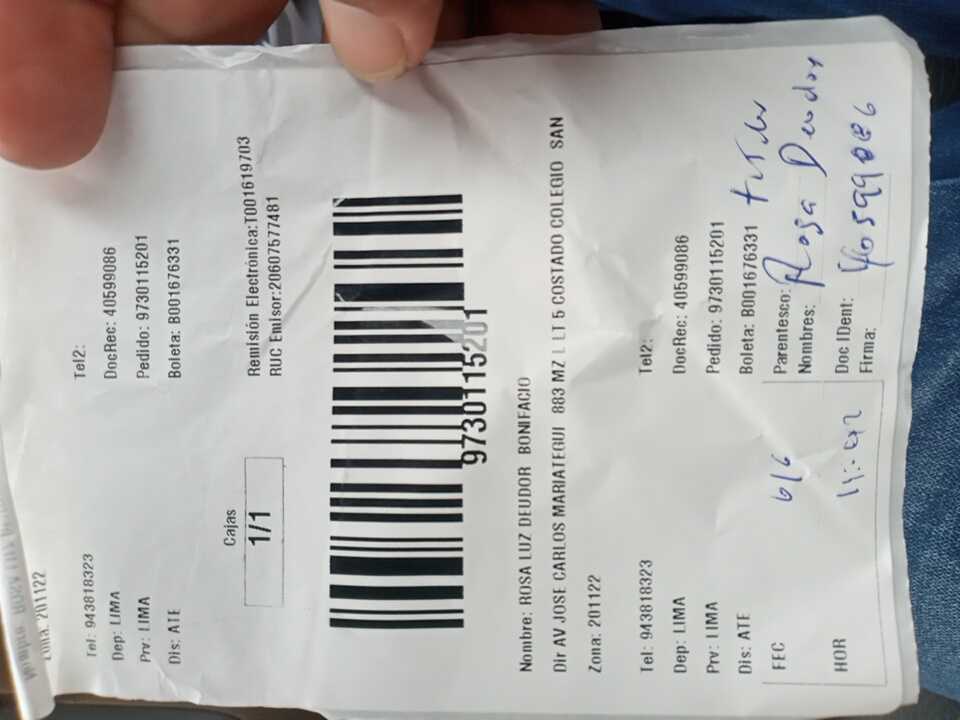 Zona: 201122
Tel: 943818323 Tel2:
Dep: LIMA DocRec: 40599086
Prv: LIMA Pedido: 9730115201
Dis: ATE Boleta: B001676331
Cajas
1/1
Remisión Electrónica:T001619703
RUC Emisor:20607577481
9730115201
Nombre: ROSA LUZ DEUDOR BONIFACIO
Dir AV JOSE CARLOS MARIATEGUI 883 MZ L LT 5 COSTADO COLEGIO SAN
Zona: 201122
Tel: 943818323 Tel2:
Dep: LIMA DocRec: 40599086
Prv: LIMA Pedido: 9730115201
Dis: ATE Boleta: B001676331
FEC 6/6 Parentesco: titular
Nombres: Rosa Deudor
HOR Doc IDent:
Firma: